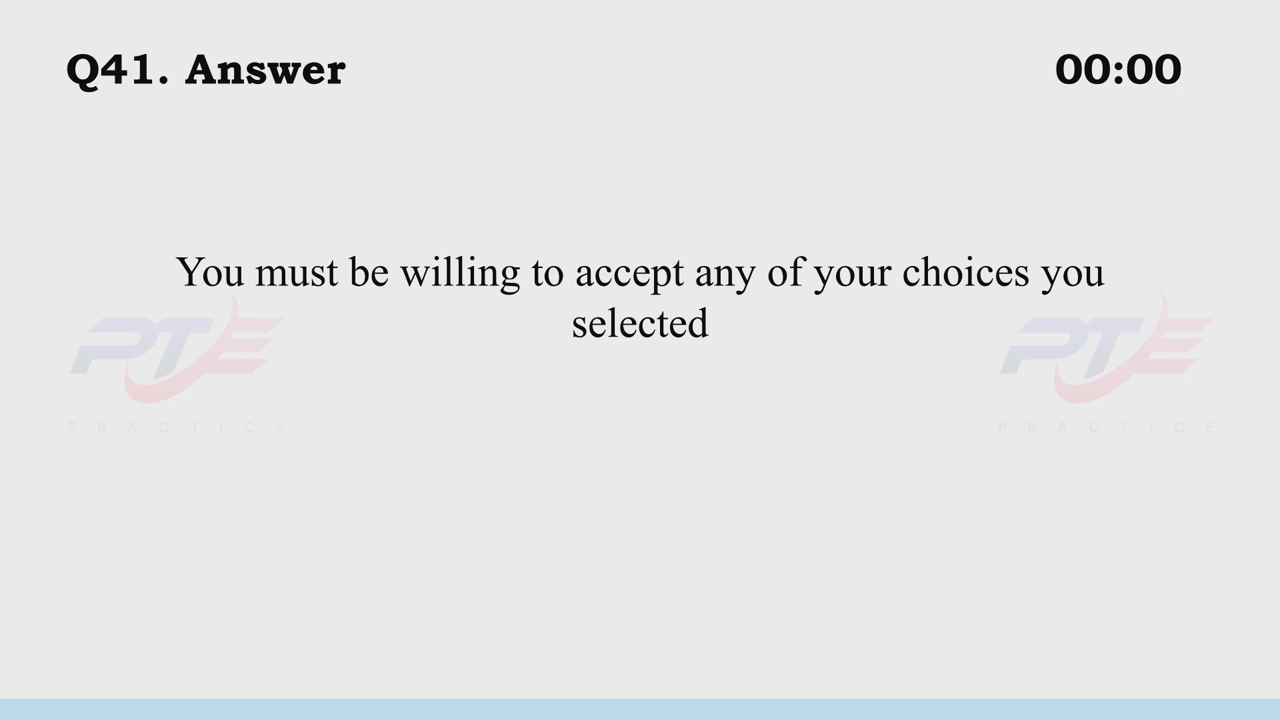 Q41. Answer
00:00
You must be willing to accept any of your choices you
selected
PTE
PRACTICE
PTE
PRACTICE